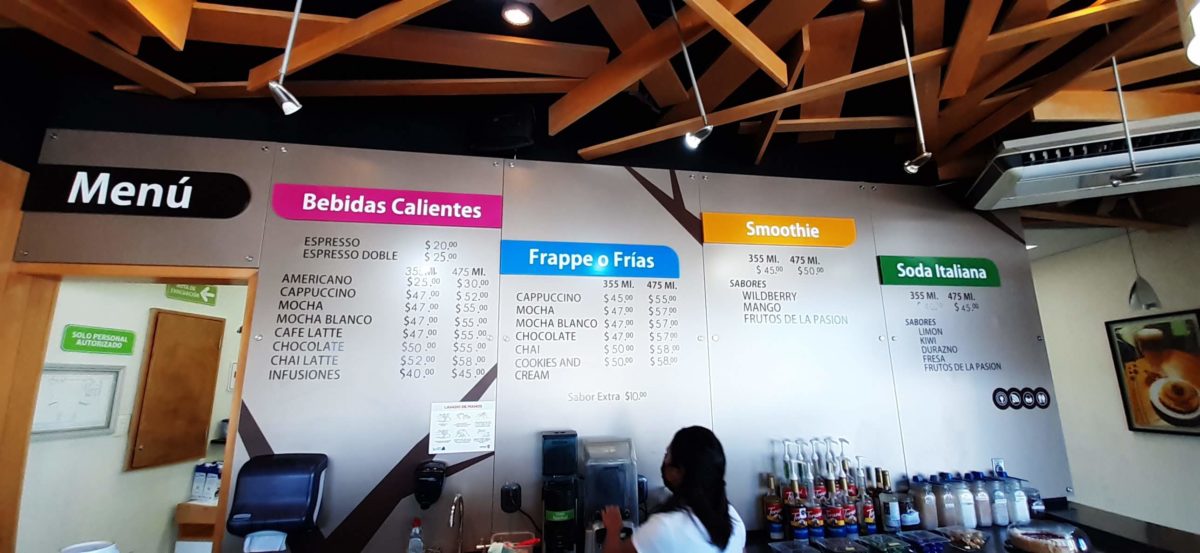 Menú
Bebidas Calientes
ESPRESSO $20.00
ESPRESSO DOBLE $25.00
355 Ml. 475 Ml.
AMERICANO $25.00 $30.00
CAPPUCCINO $47.00 $52.00
MOCHA $47.00 $55.00
MOCHA BLANCO $47.00 $55.00
CAFE LATTE $47.00 $55.00
CHOCOLATE $50.00 $55.00
CHAI LATTE $52.00 $58.00
INFUSIONES $40.00 $45.00
Frappe o Frías
355 Ml. 475 Ml.
CAPPUCCINO $45.00 $55.00
MOCHA $47.00 $57.00
MOCHA BLANCO $47.00 $57.00
CHOCOLATE $47.00 $57.00
CHAI $50.00 $58.00
COOKIES AND $50.00 $58.00
CREAM
Sabor Extra $10.00
Smoothie
355 Ml. 475 Ml.
$45.00 $50.00
SABORES
WILDBERRY
MANGO
FRUTOS DE LA PASION
Soda Italiana
355 Ml. 475 Ml.
$45.00
SABORES
LIMON
KIWI
DURAZNO
FRESA
FRUTOS DE LA PASION
RUTA DE
EVACUACIÓN
SOLO PERSONAL
AUTORIZADO
LAVADO DE MANOS
Torani